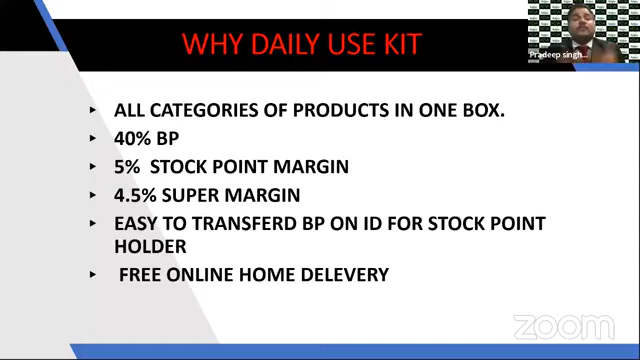 WHY DAILY USE KIT
Pradeep singh...
ALL CATEGORIES OF PRODUCTS IN ONE BOX.
40% BP
5% STOCK POINT MARGIN
4.5% SUPER MARGIN
EASY TO TRANSFERD BP ON ID FOR STOCK POINT
HOLDER
FREE ONLINE HOME DELEVERY
zoom